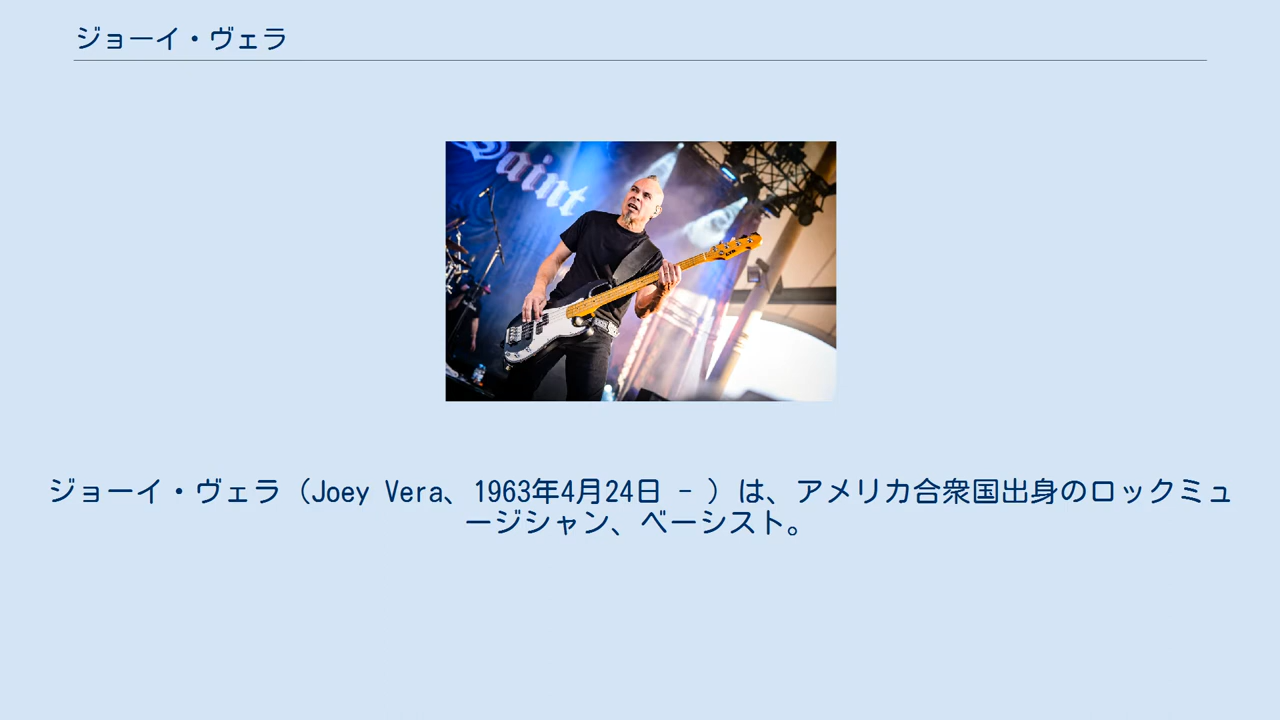 ジョーイ・ヴェラ
Saint
ジョーイ・ヴェラ（Joey Vera、1963年4月24日 - ）は、アメリカ合衆国出身のロックミュ
ージシャン、ベーシスト。